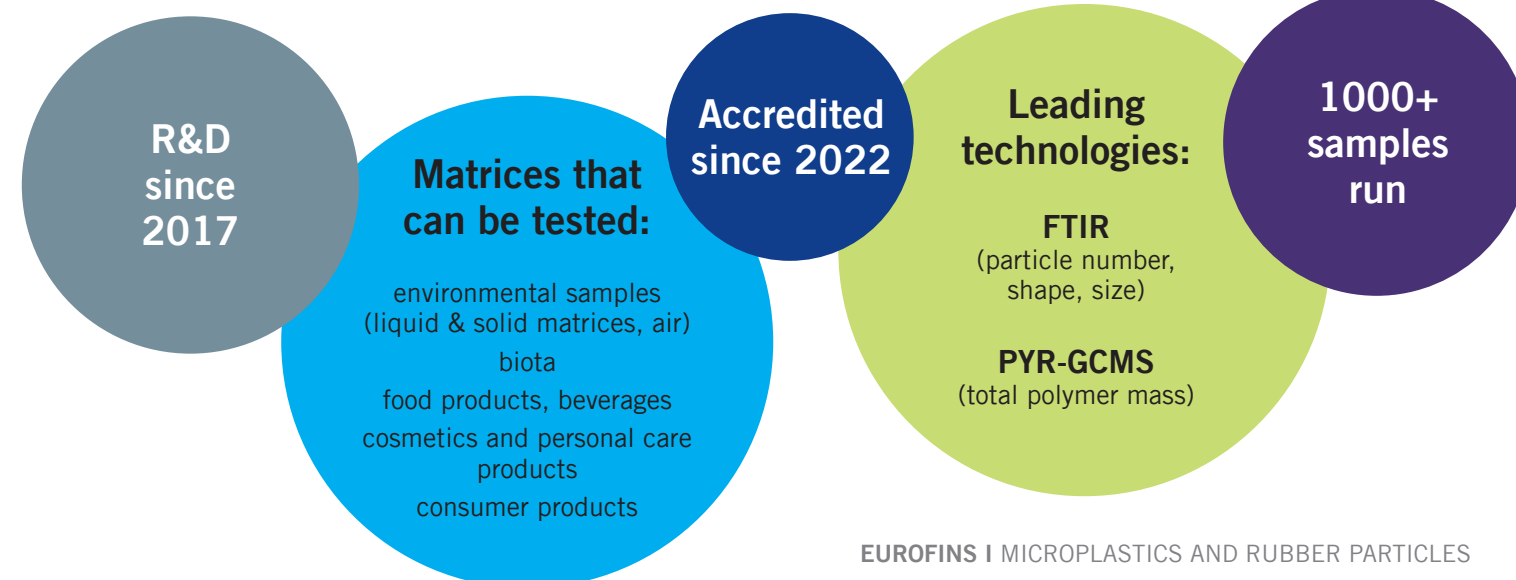 R&D
since
2017
Matrices that
can be tested:
environmental samples
(liquid & solid matrices, air)
biota
food products, beverages
cosmetics and personal care
products
consumer products
Accredited
since 2022
Leading
technologies:
FTIR
(particle number,
shape, size)
PYR-GCMS
(total polymer mass)
1000+
samples
run
EUROFINS I MICROPLASTICS AND RUBBER PARTICLES